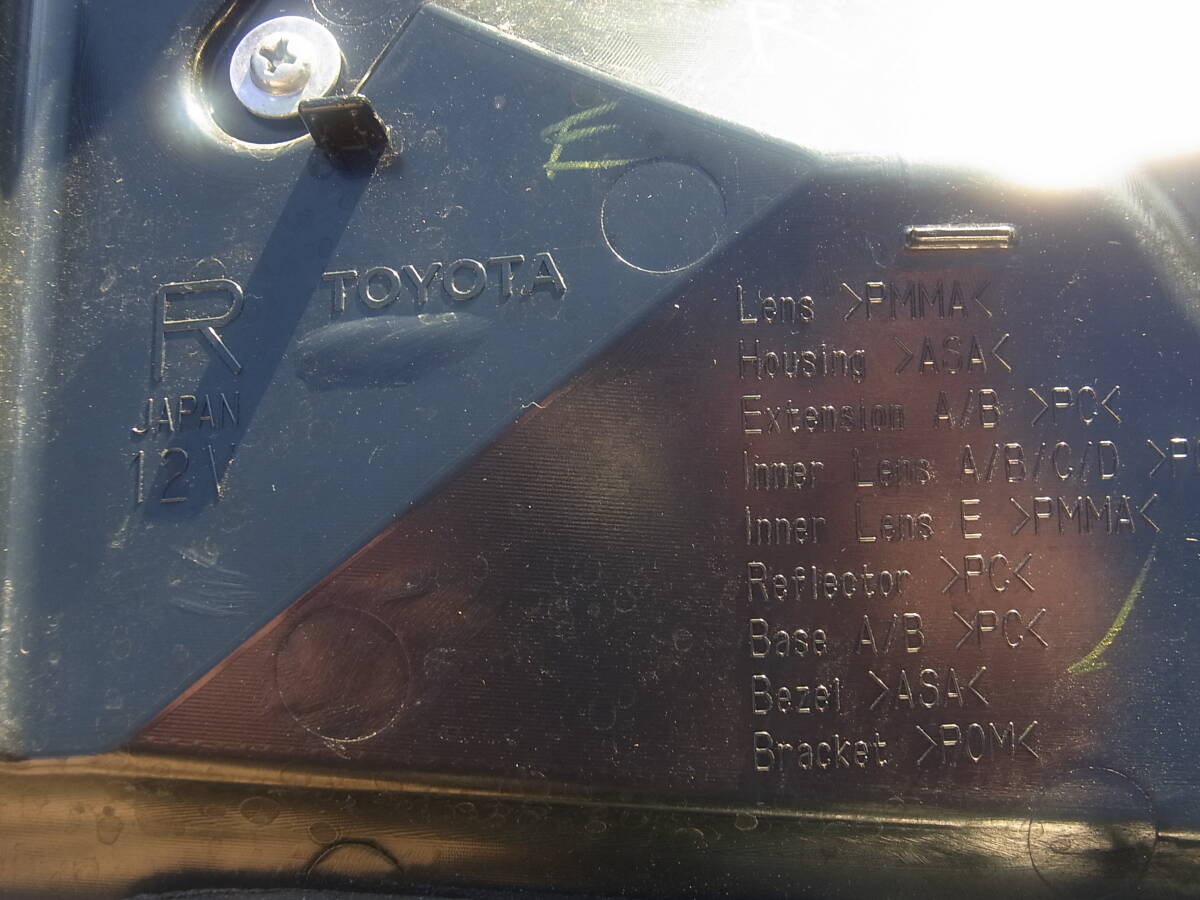 R
TOYOTA
JAPAN
12V
Lens >PMMA<
Housing >ASA<
Extension A/B >PC<
Inner Lens A/B/C/D
Inner Lens E >PMMA<
Reflector >PC<
Base A/B >PC<
Bezel >ASA<
Bracket >POM<